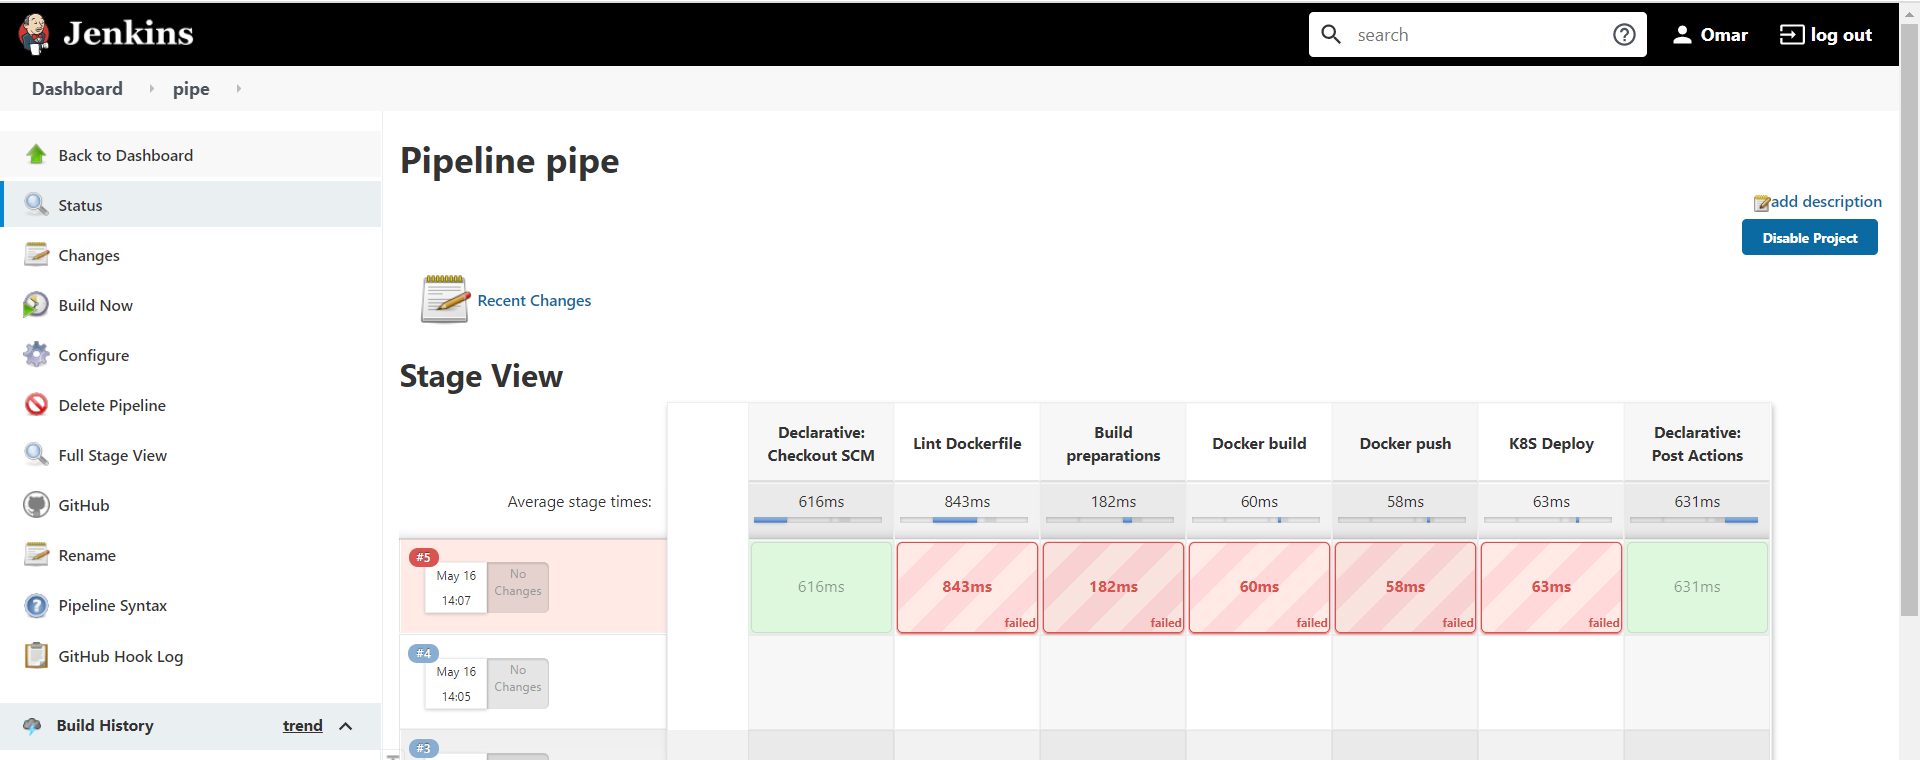 Jenkins
search
Omar
log out
Dashboard
pipe
Back to Dashboard
Status
Changes
Build Now
Configure
Delete Pipeline
Full Stage View
GitHub
Rename
Pipeline Syntax
GitHub Hook Log
Build History
trend
Pipeline pipe
add description
Disable Project
Recent Changes
Stage View
Declarative:
Checkout SCM
Lint Dockerfile
Build
preparations
Docker build
Docker push
K8S Deploy
Declarative:
Post Actions
Average stage times:
616ms
843ms
182ms
60ms
58ms
63ms
631ms
#5
May 16
14:07
No
Changes
616ms
843ms
failed
182ms
failed
60ms
failed
58ms
failed
63ms
failed
631ms
#4
May 16
14:05
No
Changes
#3